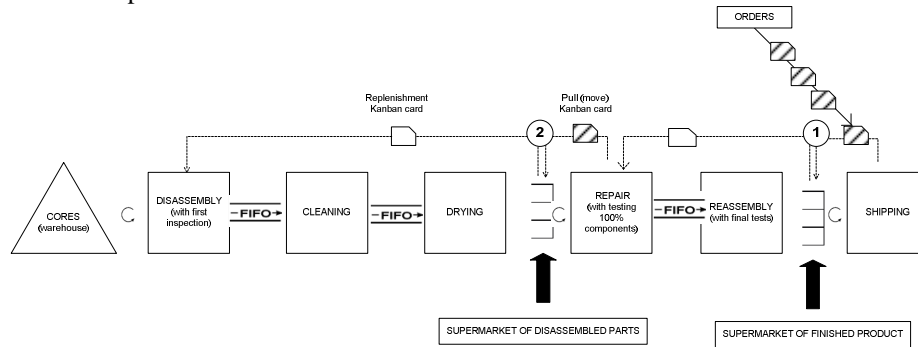 ORDERS
Replenishment
Kanban card
Pull (move)
Kanban card
2
1
CORES
(warehouse)
DISASSEMBLY
(with first
inspection)
FIFO
CLEANING
FIFO
DRYING
REPAIR
(with testing
100%
components)
FIFO
REASSEMBLY
(with final tests)
SHIPPING
SUPERMARKET OF DISASSEMBLED PARTS
SUPERMARKET OF FINISHED PRODUCT